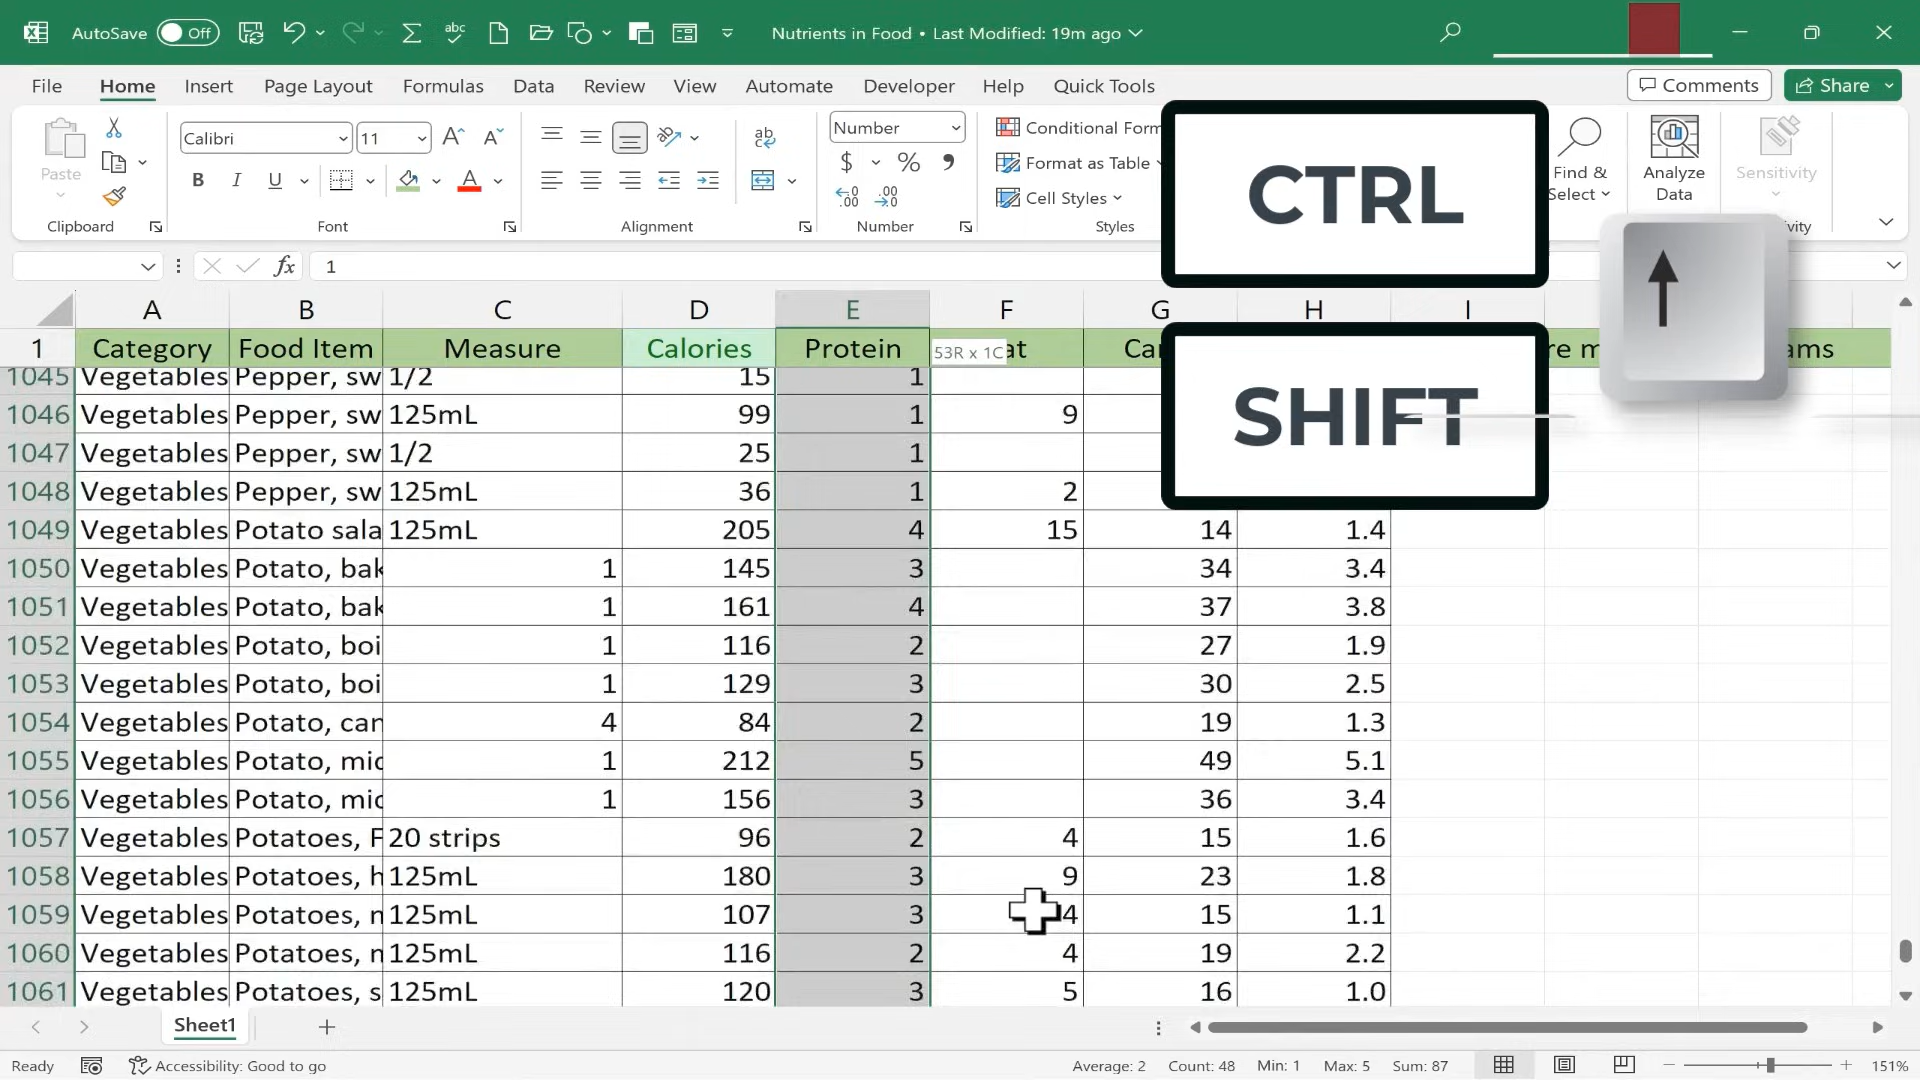 AutoSave Off Nutrients in Food • Last Modified: 19m ago
File Home Insert Page Layout Formulas Data Review View Automate Developer Help Quick Tools Comments Share
Paste Calibri 11 Number Conditional Form Find & Select Analyze Data Sensitivity
B I U $ % Format as Table
Cell Styles
Clipboard Font Alignment Number Styles ivity
fx 1
CTRL
SHIFT
A B C D E F G H I
1 Category Food Item Measure Calories Protein 53R x 1C at Ca re m ams
1045 Vegetables Pepper, sw 1/2 15 1
1046 Vegetables Pepper, sw 125mL 99 1 9
1047 Vegetables Pepper, sw 1/2 25 1
1048 Vegetables Pepper, sw 125mL 36 1 2
1049 Vegetables Potato sala 125mL 205 4 15 14 1.4
1050 Vegetables Potato, bak 1 145 3 34 3.4
1051 Vegetables Potato, bak 1 161 4 37 3.8
1052 Vegetables Potato, boi 1 116 2 27 1.9
1053 Vegetables Potato, boi 1 129 3 30 2.5
1054 Vegetables Potato, can 4 84 2 19 1.3
1055 Vegetables Potato, mic 1 212 5 49 5.1
1056 Vegetables Potato, mic 1 156 3 36 3.4
1057 Vegetables Potatoes, F 20 strips 96 2 4 15 1.6
1058 Vegetables Potatoes, h 125mL 180 3 9 23 1.8
1059 Vegetables Potatoes, m 125mL 107 3 4 15 1.1
1060 Vegetables Potatoes, m 125mL 116 2 4 19 2.2
1061 Vegetables Potatoes, s 125mL 120 3 5 16 1.0
Sheet1
Ready Accessibility: Good to go Average: 2 Count: 48 Min: 1 Max: 5 Sum: 87 151%